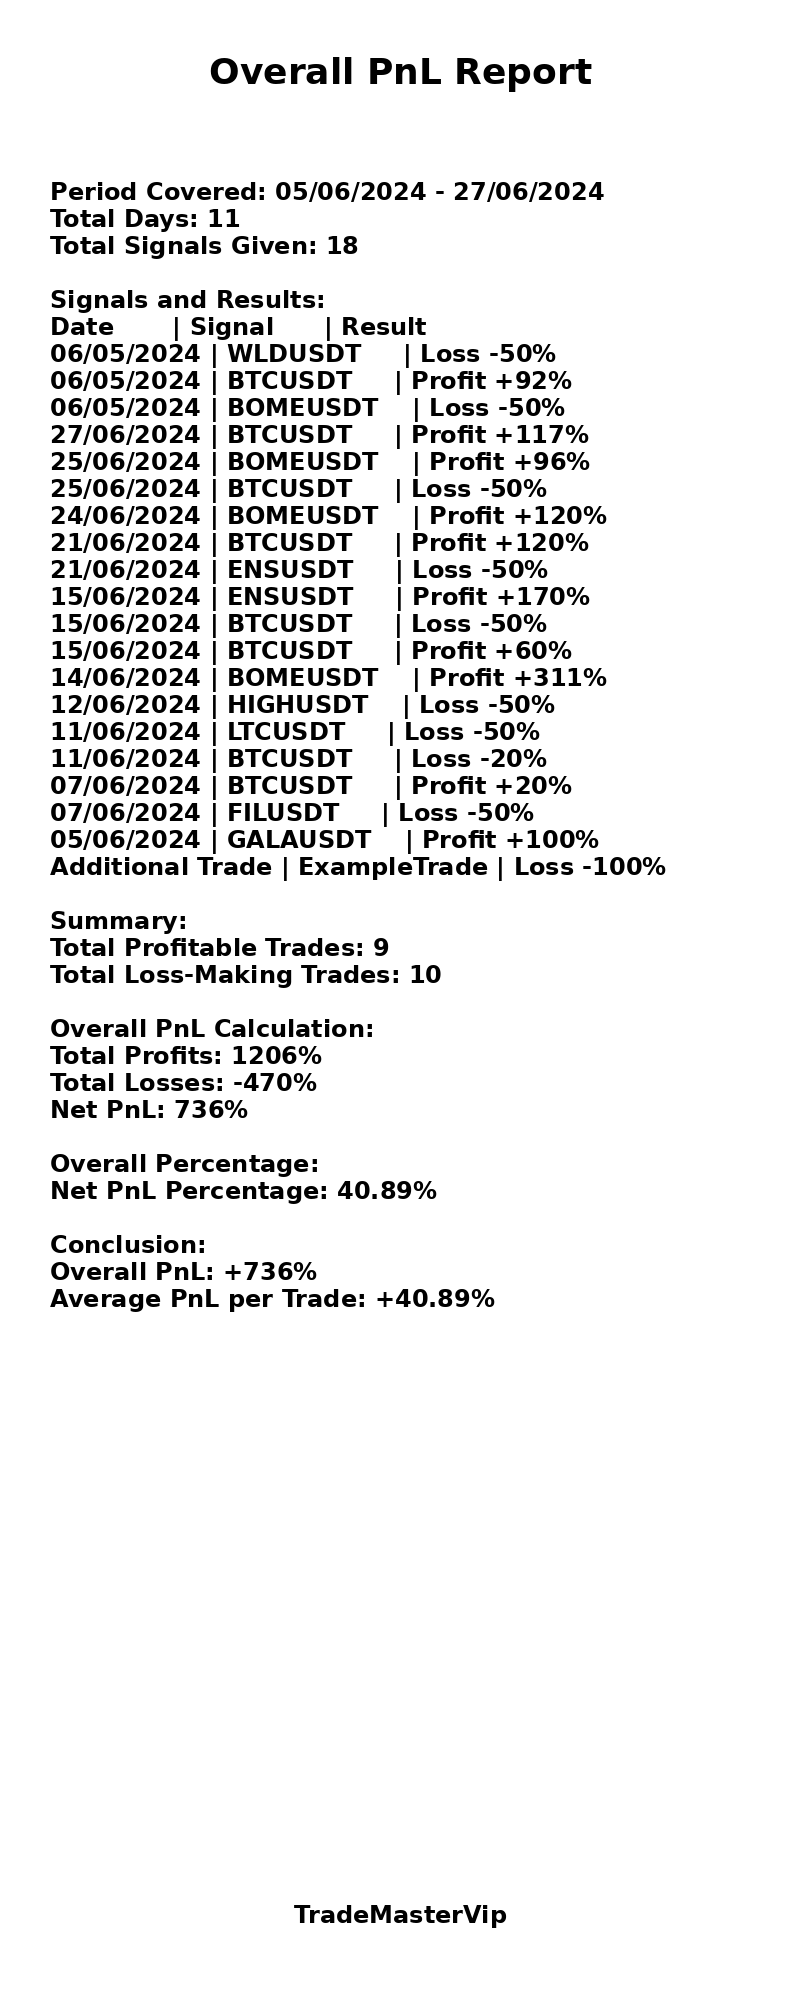 Overall PnL Report
Period Covered: 05/06/2024 - 27/06/2024
Total Days: 11
Total Signals Given: 18
Signals and Results:
Date | Signal | Result
06/05/2024 | WLDUSDT | Loss -50%
06/05/2024 | BTCUSDT | Profit +92%
06/05/2024 | BOMEUSDT | Loss -50%
27/06/2024 | BTCUSDT | Profit +117%
25/06/2024 | BOMEUSDT | Profit +96%
25/06/2024 | BTCUSDT | Loss -50%
24/06/2024 | BOMEUSDT | Profit +120%
21/06/2024 | BTCUSDT | Profit +120%
21/06/2024 | ENSUSDT | Loss -50%
15/06/2024 | ENSUSDT | Profit +170%
15/06/2024 | BTCUSDT | Loss -50%
15/06/2024 | BTCUSDT | Profit +60%
14/06/2024 | BOMEUSDT | Profit +311%
12/06/2024 | HIGHUSDT | Loss -50%
11/06/2024 | LTCUSDT | Loss -50%
11/06/2024 | BTCUSDT | Loss -20%
07/06/2024 | BTCUSDT | Profit +20%
07/06/2024 | FILUSDT | Loss -50%
05/06/2024 | GALAUSDT | Profit +100%
Additional Trade | ExampleTrade | Loss -100%
Summary:
Total Profitable Trades: 9
Total Loss-Making Trades: 10
Overall PnL Calculation:
Total Profits: 1206%
Total Losses: -470%
Net PnL: 736%
Overall Percentage:
Net PnL Percentage: 40.89%
Conclusion:
Overall PnL: +736%
Average PnL per Trade: +40.89%
TradeMasterVip